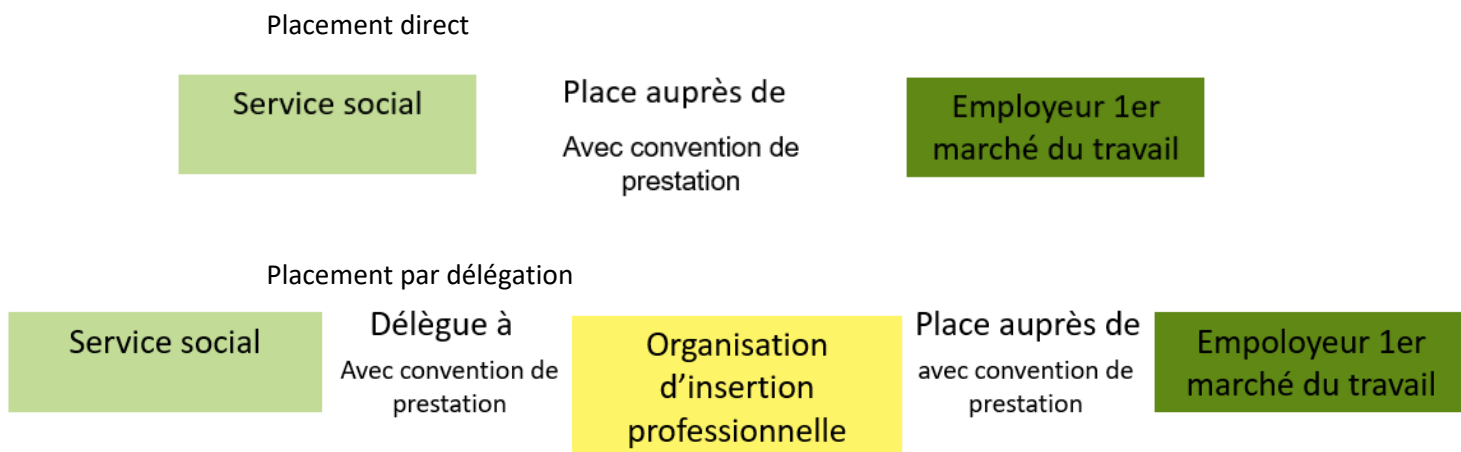 Placement direct
Service social
Place auprès de
Avec convention de
prestation
Employeur 1er
marché du travail
Placement par délégation
Service social
Délègue à
Avec convention de
prestation
Organisation
d’insertion
professionnelle
Place auprès de
avec convention de
prestation
Empoloyeur 1er
marché du travail